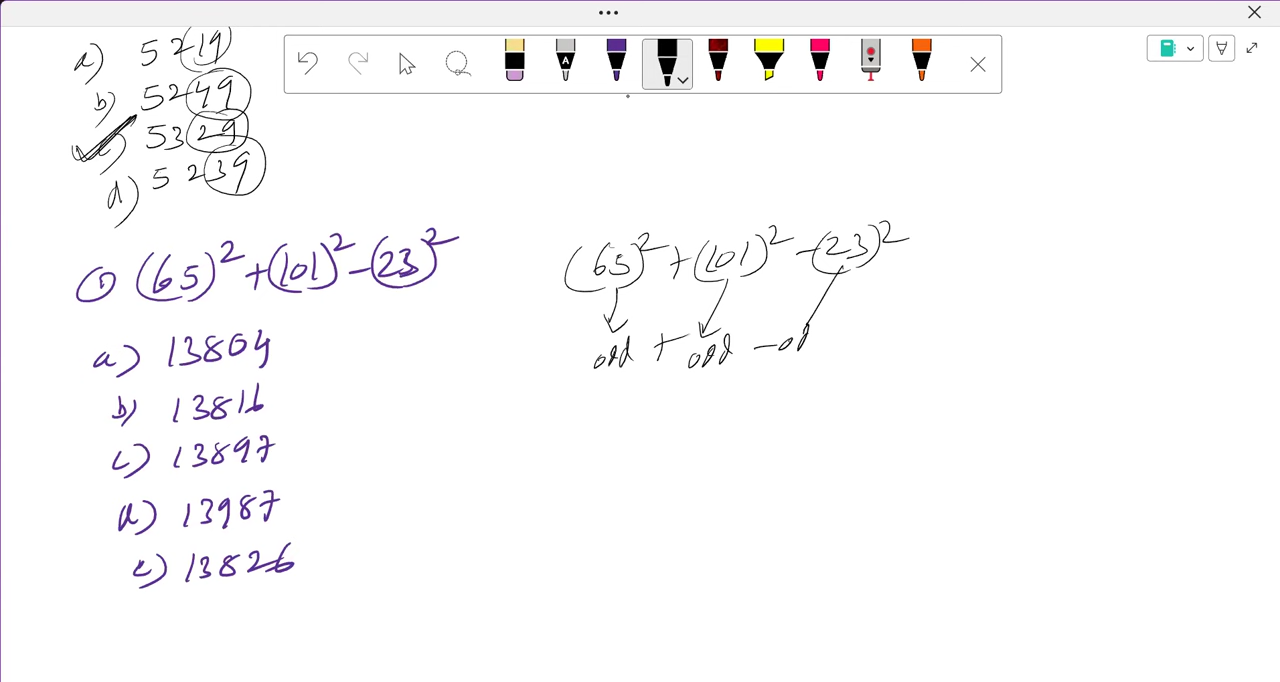 a) 5219
b) 5249
c) 5329
d) 5239
① (65)² + (101)² - (23)²
a) 13804
b) 13816
c) 13897
d) 13987
e) 13826
(65)² + (101)² - (23)²
odd + odd - od
A